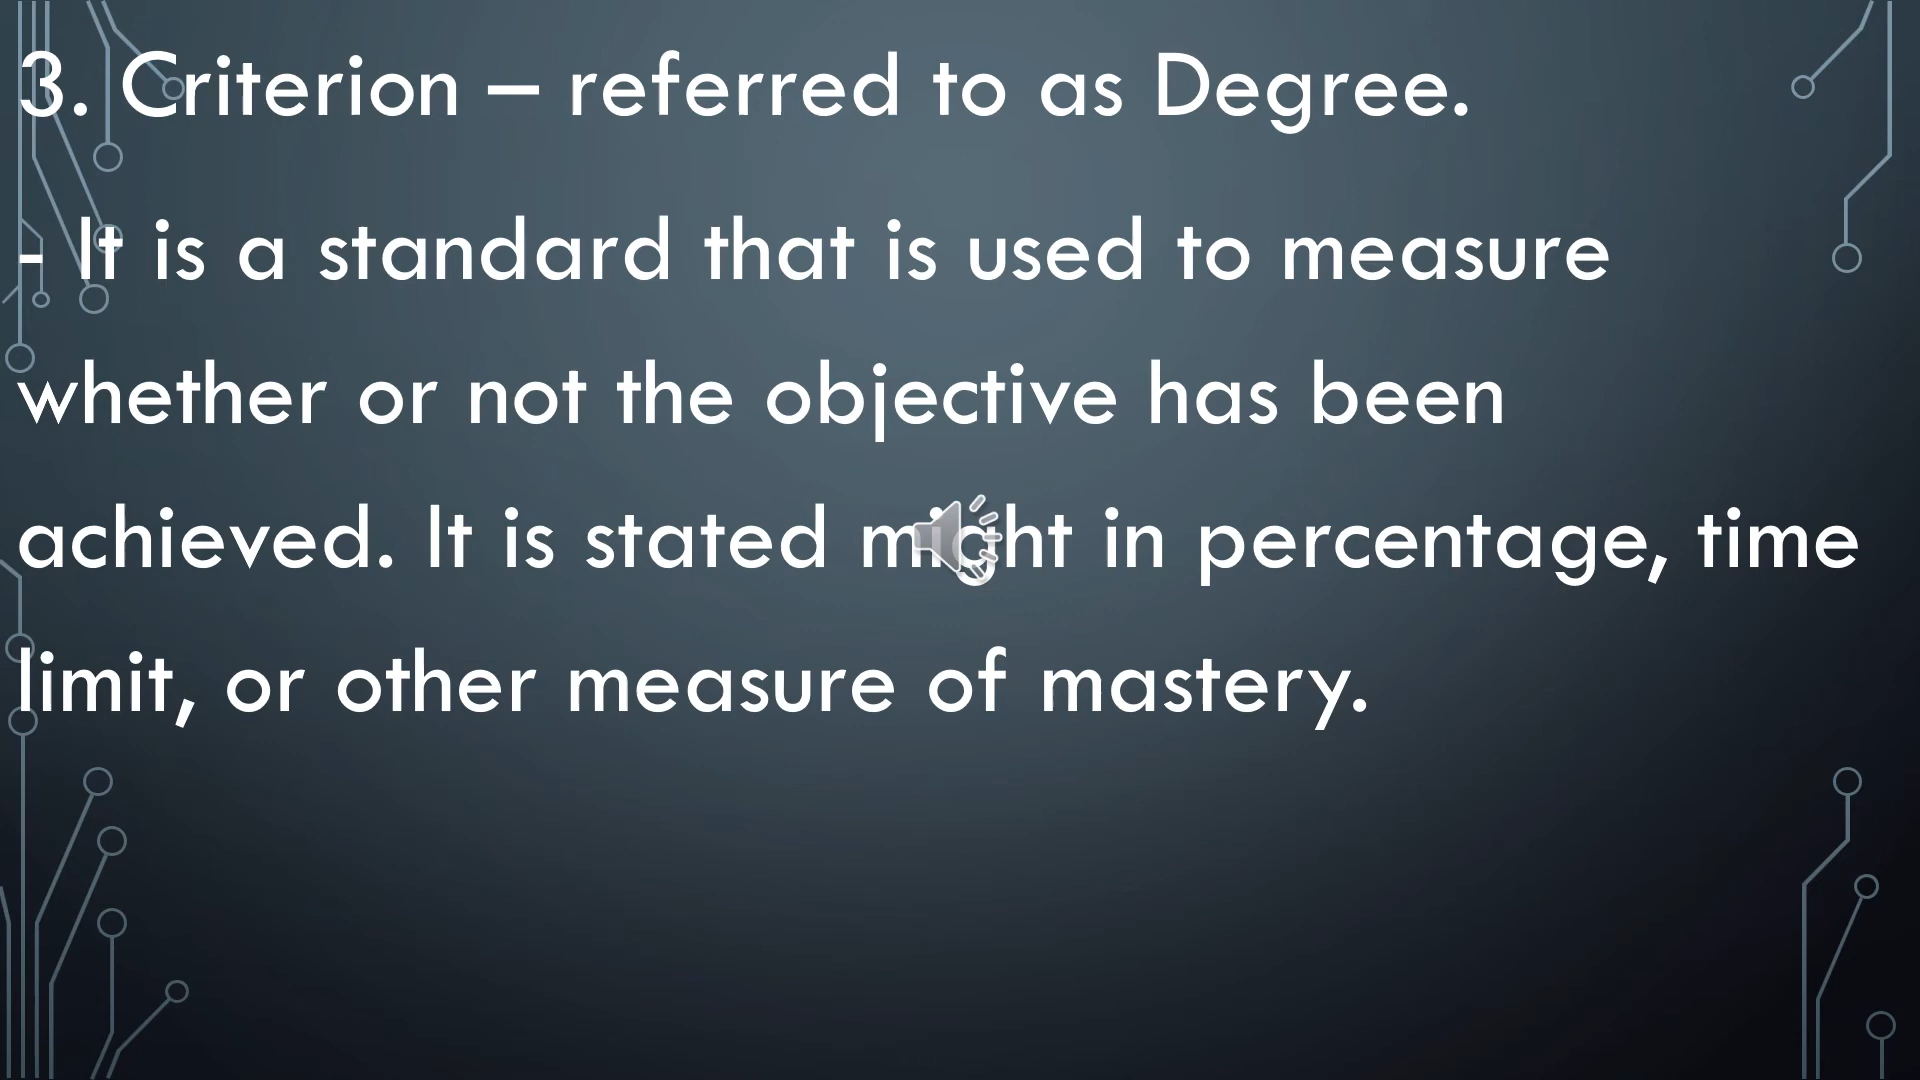 3. Criterion – referred to as Degree.
- It is a standard that is used to measure
whether or not the objective has been
achieved. It is stated might in percentage, time
limit, or other measure of mastery.